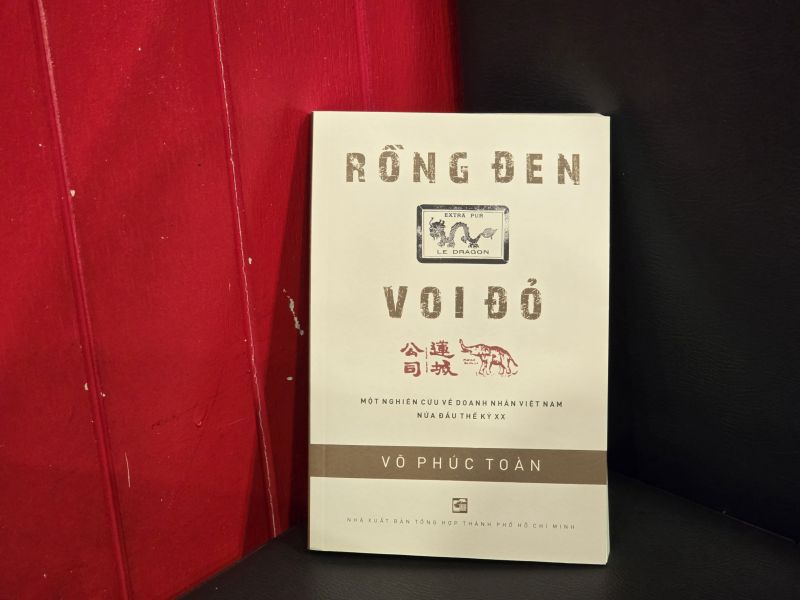 RỒNG ĐEN
EXTRA PUR
LE DRAGON
VOI ĐỎ
公司 蓮城
MỘT NGHIÊN CỨU VỀ DOANH NHÂN VIỆT NAM
NỬA ĐẦU THẾ KỶ XX
VÕ PHÚC TOÀN
NHÀ XUẤT BẢN TỔNG HỢP THÀNH PHỐ HỒ CHÍ MINH